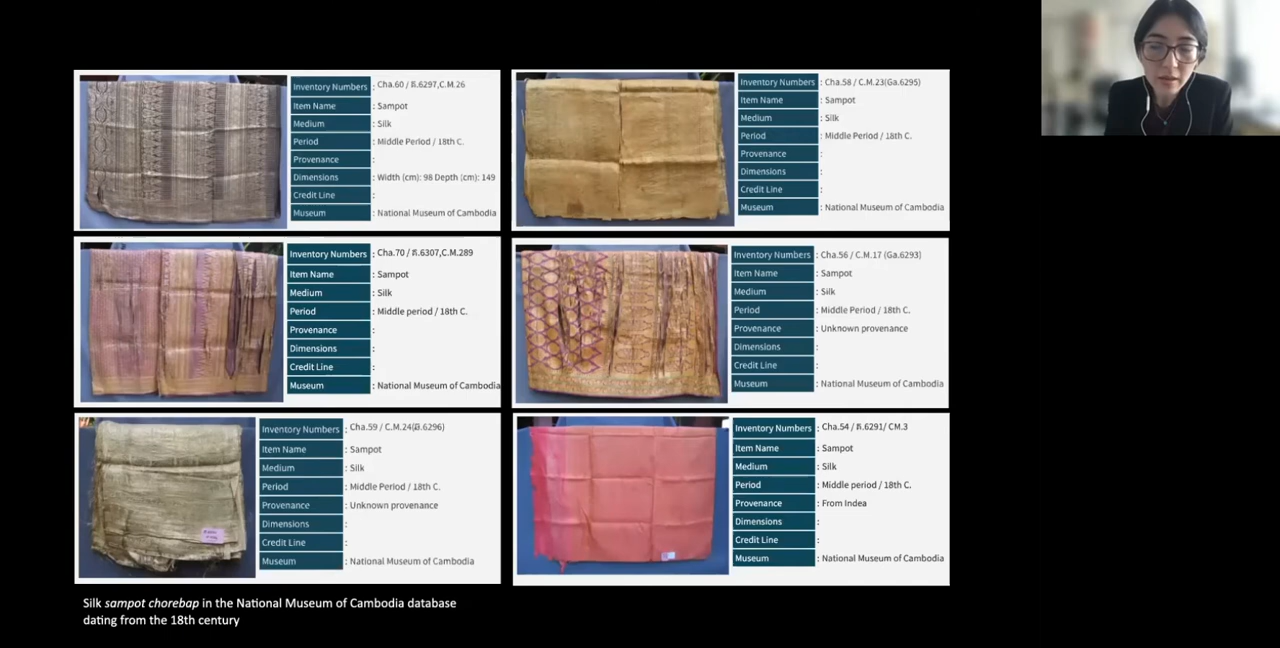 Inventory Numbers : Cha.60 / ក.6297,C.M.26
Item Name : Sampot
Medium : Silk
Period : Middle Period / 18th C.
Provenance :
Dimensions : Width (cm): 98 Depth (cm): 149
Credit Line :
Museum : National Museum of Cambodia
Inventory Numbers : Cha.58 / C.M.23(Ga.6295)
Item Name : Sampot
Medium : Silk
Period : Middle Period / 18th C.
Provenance :
Dimensions :
Credit Line :
Museum : National Museum of Cambodia
Inventory Numbers : Cha.70 / ក.6307,C.M.289
Item Name : Sampot
Medium : Silk
Period : Middle period / 18th C.
Provenance :
Dimensions :
Credit Line :
Museum : National Museum of Cambodia
Inventory Numbers : Cha.56 / C.M.17 (Ga.6293)
Item Name : Sampot
Medium : Silk
Period : Middle Period / 18th C.
Provenance : Unknown provenance
Dimensions :
Credit Line :
Museum : National Museum of Cambodia
Inventory Numbers : Cha.59 / C.M.24(6296)
Item Name : Sampot
Medium : Silk
Period : Middle Period / 18th C.
Provenance : Unknown provenance
Dimensions :
Credit Line :
Museum : National Museum of Cambodia
Inventory Numbers : Cha.54 / ក.6291/ CM.3
Item Name : Sampot
Medium : Silk
Period : Middle period / 18th C.
Provenance : From Indea
Dimensions :
Credit Line :
Museum : National Museum of Cambodia
Silk sampot chorebap in the National Museum of Cambodia database
dating from the 18th century